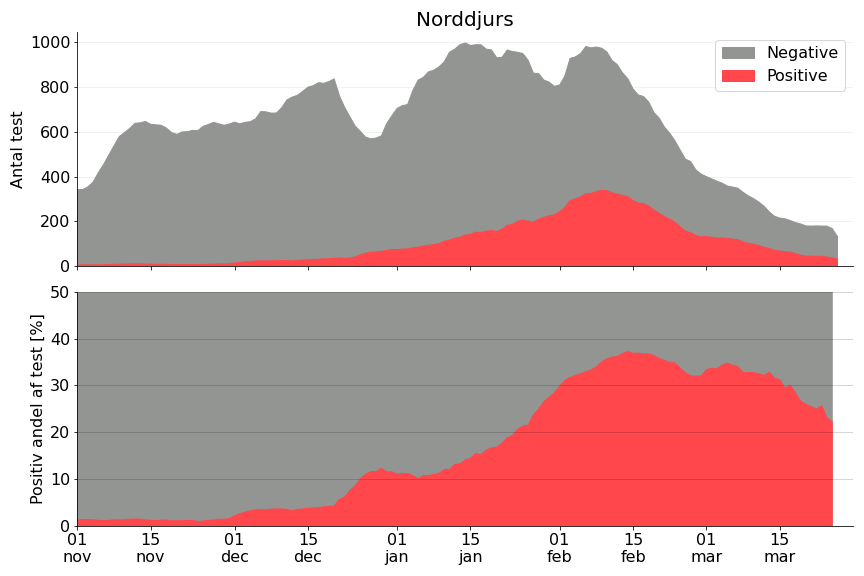 Norddjurs
Antal test
1000
800
600
400
200
0
Negative
Positive
Positiv andel af test [%]
50
40
30
20
10
0
01 15 01 15 01 15 01 15 01 15
nov nov dec dec jan jan feb feb mar mar